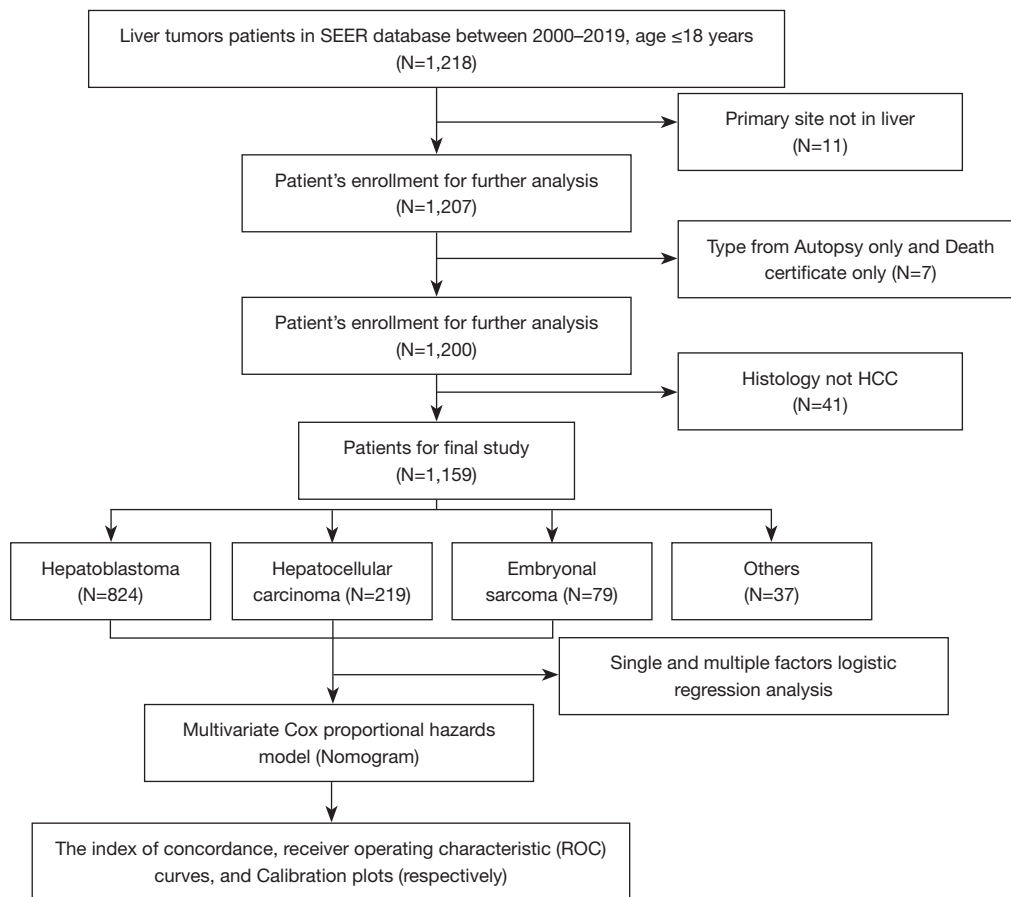 Liver tumors patients in SEER database between 2000–2019, age ≤18 years
(N=1,218)
Primary site not in liver
(N=11)
Patient's enrollment for further analysis
(N=1,207)
Type from Autopsy only and Death
certificate only (N=7)
Patient's enrollment for further analysis
(N=1,200)
Histology not HCC
(N=41)
Patients for final study
(N=1,159)
Hepatoblastoma
(N=824)
Hepatocellular
carcinoma (N=219)
Embryonal
sarcoma (N=79)
Others
(N=37)
Single and multiple factors logistic
regression analysis
Multivariate Cox proportional hazards
model (Nomogram)
The index of concordance, receiver operating characteristic (ROC)
curves, and Calibration plots (respectively)